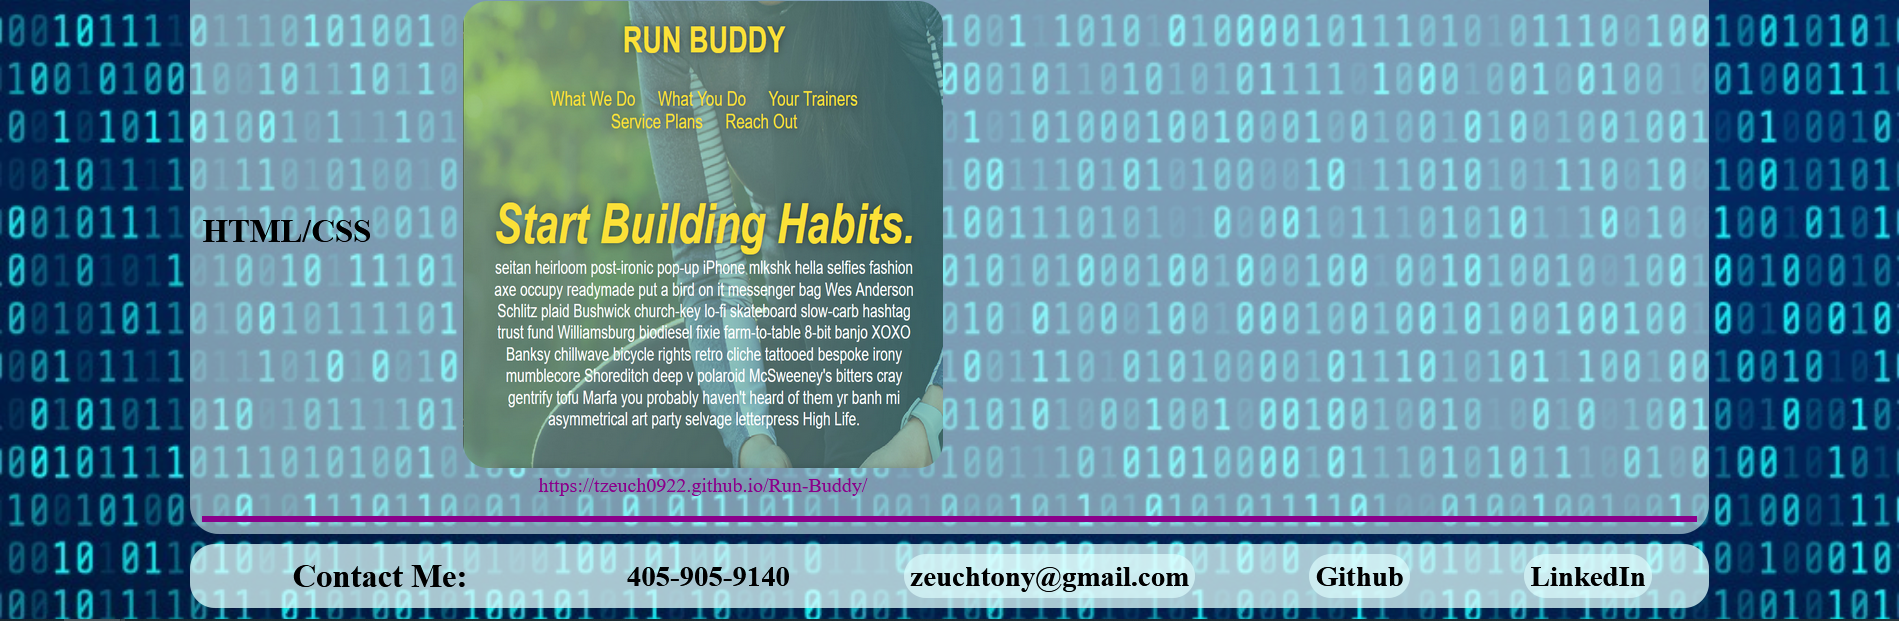 RUN BUDDY
What We Do What You Do Your Trainers
Service Plans Reach Out
HTML/CSS
Start Building Habits.
seitan heirloom post-ironic pop-up iPhone mlkshk hella selfies fashion
axe occupy readymade put a bird on it messenger bag Wes Anderson
Schlitz plaid Bushwick church-key lo-fi skateboard slow-carb hashtag
trust fund Williamsburg biodiesel fixie farm-to-table 8-bit banjo XOXO
Banksy chillwave bicycle rights retro cliche tattooed bespoke irony
mumblecore Shoreditch deep v polaroid McSweeney's bitters cray
gentrify tofu Marfa you probably haven't heard of them yr banh mi
asymmetrical art party selvage letterpress High Life.
https://tzeuch0922.github.io/Run-Buddy/
Contact Me: 405-905-9140 zeuchtony@gmail.com Github LinkedIn